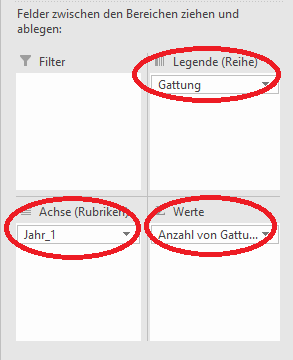 Felder zwischen den Bereichen ziehen und
ablegen:
Filter
Legende (Reihe)
Gattung
Achse (Rubriken)
Jahr_1
Werte
Anzahl von Gattu...